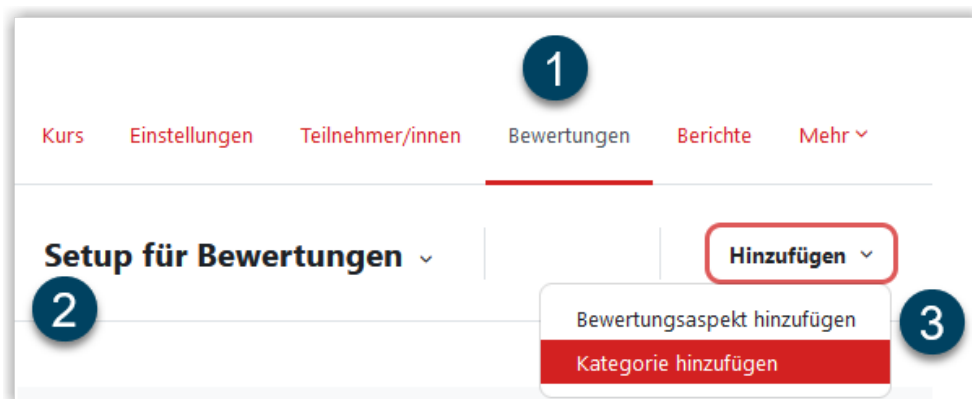 1
Kurs Einstellungen Teilnehmer/innen Bewertungen Berichte Mehr
Setup für Bewertungen Hinzufügen
2
Bewertungsaspekt hinzufügen
3
Kategorie hinzufügen